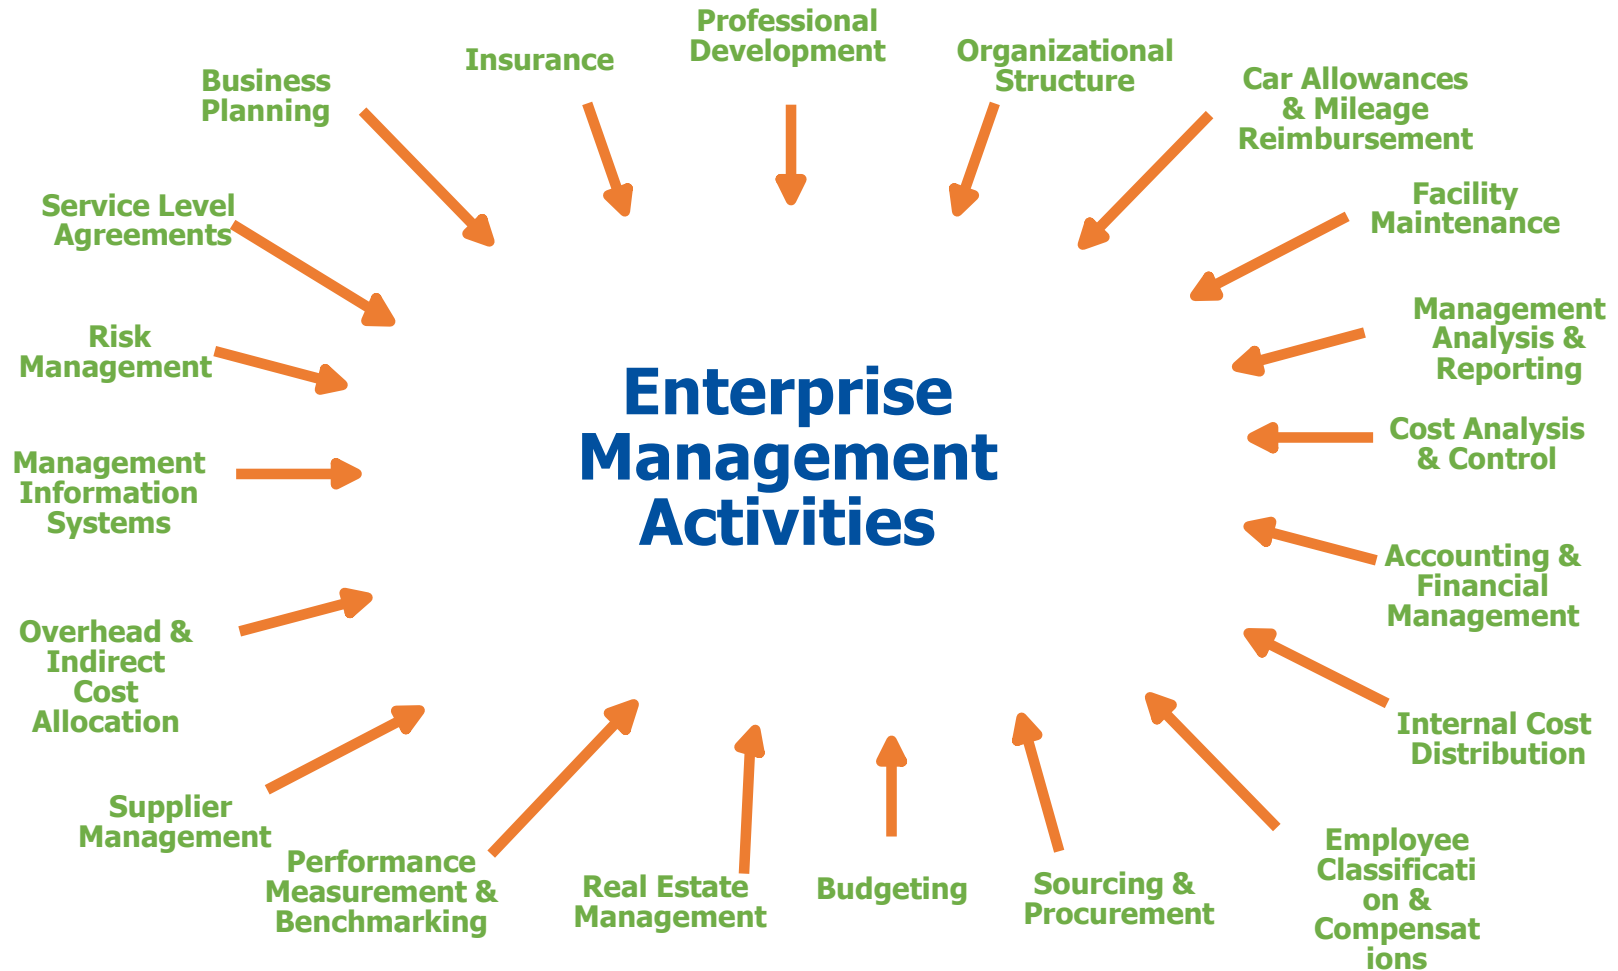 Professional
Development
Insurance
Organizational
Structure
Business
Planning
Car Allowances
& Mileage
Reimbursement
Service Level
Agreements
Facility
Maintenance
Risk
Management
Management
Analysis &
Reporting
Enterprise
Management
Activities
Cost Analysis
& Control
Management
Information
Systems
Accounting &
Financial
Management
Overhead &
Indirect
Cost
Allocation
Internal Cost
Distribution
Supplier
Management
Performance
Measurement &
Benchmarking
Real Estate
Management
Budgeting
Sourcing &
Procurement
Employee
Classificati
on &
Compensat
ions